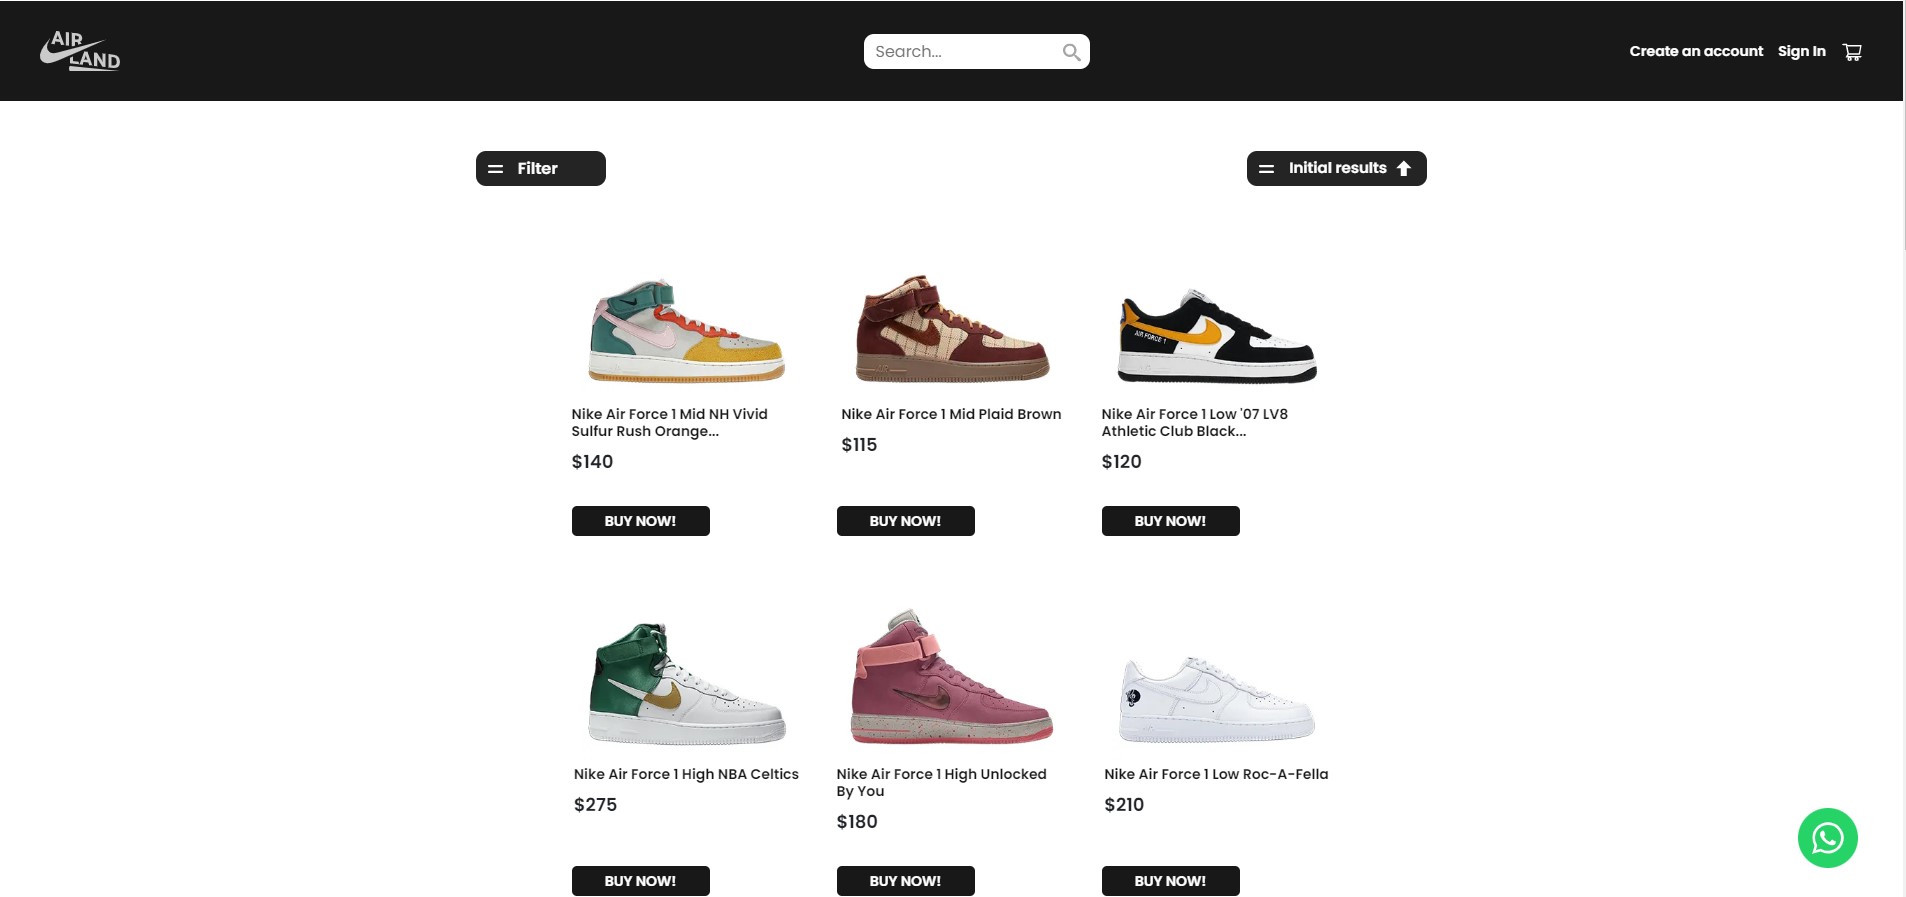 AIR
LAND
Search...
Create an account
Sign In
Filter
Initial results
AIR FORCE 1
Nike Air Force 1 Mid NH Vivid
Sulfur Rush Orange...
$140
BUY NOW!
Nike Air Force 1 Mid Plaid Brown
$115
BUY NOW!
Nike Air Force 1 Low '07 LV8
Athletic Club Black...
$120
BUY NOW!
Nike Air Force 1 High NBA Celtics
$275
BUY NOW!
Nike Air Force 1 High Unlocked
By You
$180
BUY NOW!
Nike Air Force 1 Low Roc-A-Fella
$210
BUY NOW!